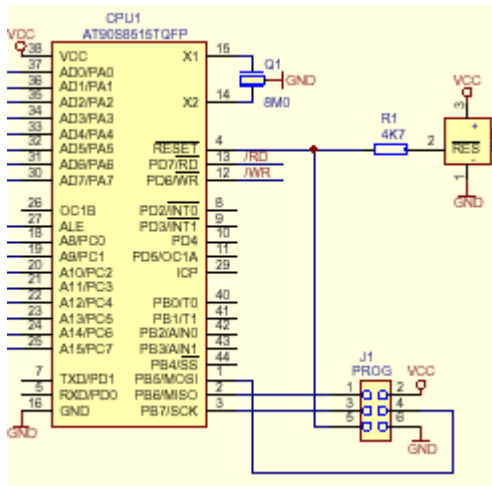 CPU1
AT90S8515TQFP
VCC
38 VCC X1 15
37 AD0/PA0
36 AD1/PA1
35 AD2/PA2 X2 14
34 AD3/PA3
33 AD4/PA4
32 AD5/PA5 RESET 4
31 AD6/PA6 PD7/RD 13 /RD
30 AD7/PA7 PD6/WR 12 /WR
26 OC1B PD2/INT0 8
27 ALE PD3/INT1 9
18 A8/PC0 PD4 10
19 A9/PC1 PD5/OC1A 11
20 A10/PC2 ICP 29
21 A11/PC3
22 A12/PC4 PB0/T0 40
23 A13/PC5 PB1/T1 41
24 A14/PC6 PB2/AIN0 42
25 A15/PC7 PB3/AIN1 43
PB4/SS 44
7 TXD/PD1 PB5/MOSI 1
5 RXD/PD0 PB6/MISO 2
16 GND PB7/SCK 3
GND
Q1
GND
8M0
R1
4K7
VCC
3
+
2 RES
-
1
GND
J1
PROG
VCC
1 2
3 4
5 6
GND